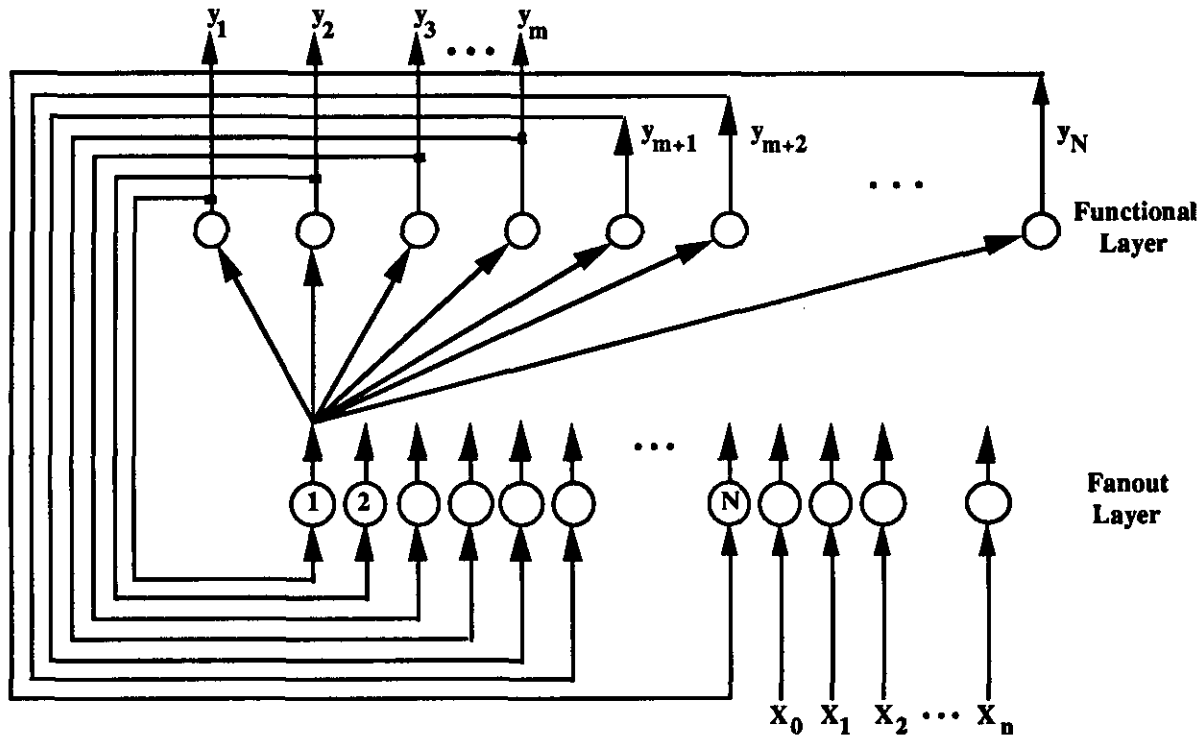 y1 y2 y3 • • • ym
ym+1 ym+2 yN
• • •
Functional
Layer
• • •
1 2 N
Fanout
Layer
X0 X1 X2 • • • Xn